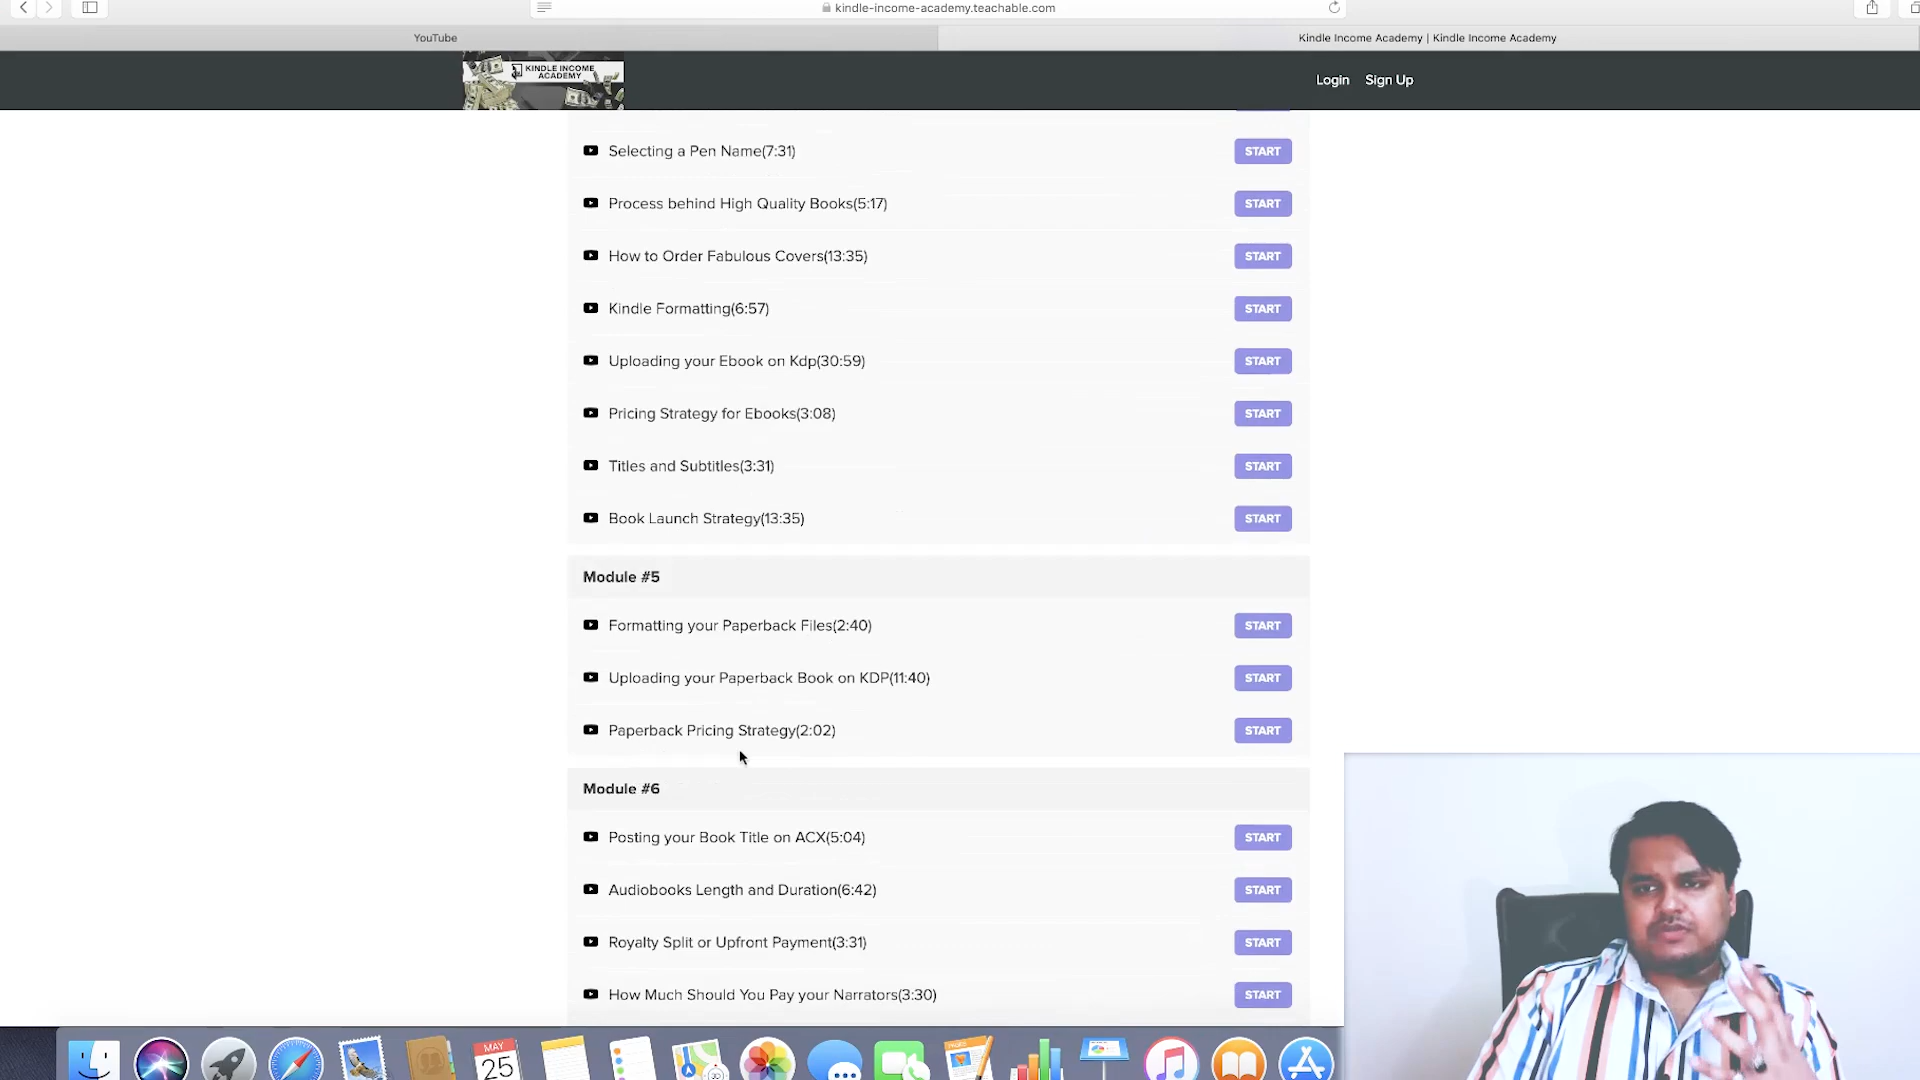 kindle-income-academy.teachable.com
YouTube
Kindle Income Academy | Kindle Income Academy
KINDLE INCOME
ACADEMY
Login
Sign Up
Selecting a Pen Name(7:31)
START
Process behind High Quality Books(5:17)
START
How to Order Fabulous Covers(13:35)
START
Kindle Formatting(6:57)
START
Uploading your Ebook on Kdp(30:59)
START
Pricing Strategy for Ebooks(3:08)
START
Titles and Subtitles(3:31)
START
Book Launch Strategy(13:35)
START
Module #5
Formatting your Paperback Files(2:40)
START
Uploading your Paperback Book on KDP(11:40)
START
Paperback Pricing Strategy(2:02)
START
Module #6
Posting your Book Title on ACX(5:04)
START
Audiobooks Length and Duration(6:42)
START
Royalty Split or Upfront Payment(3:31)
START
How Much Should You Pay your Narrators(3:30)
START
MAY
25
PAGES